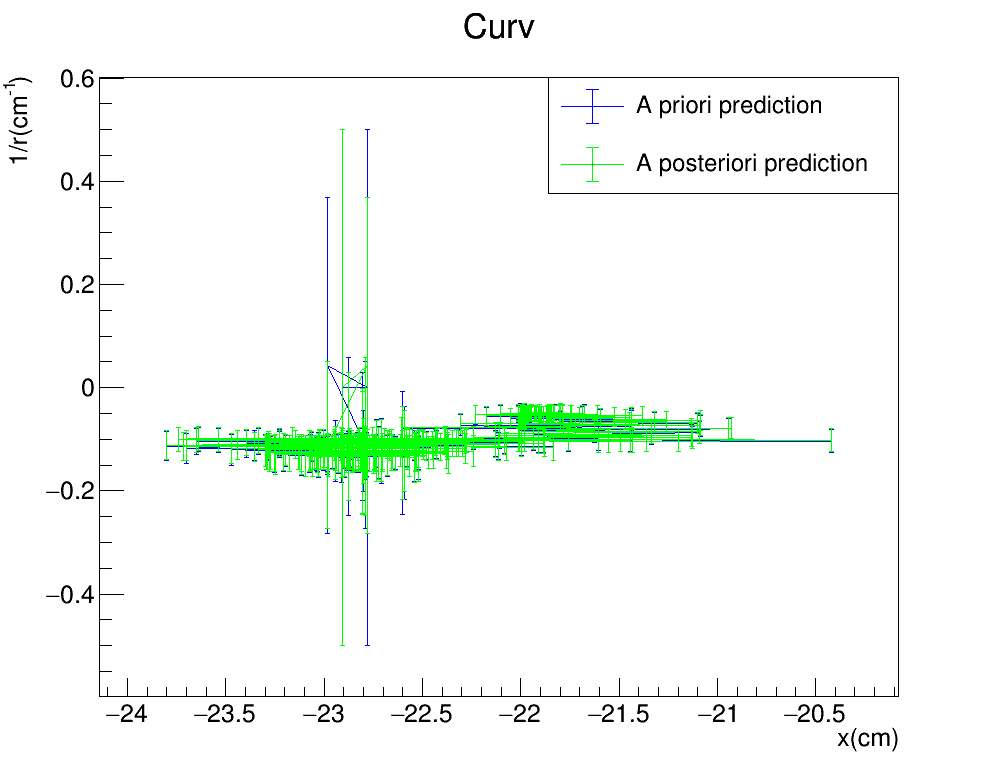 Curv
1/r(cm-1)
A priori prediction
A posteriori prediction
0.6
0.4
0.2
0
−0.2
−0.4
−24 −23.5 −23 −22.5 −22 −21.5 −21 −20.5
x(cm)